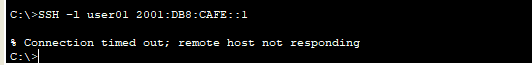 C:\>SSH -l user01 2001:DB8:CAFE::1
% Connection timed out; remote host not responding
C:\>